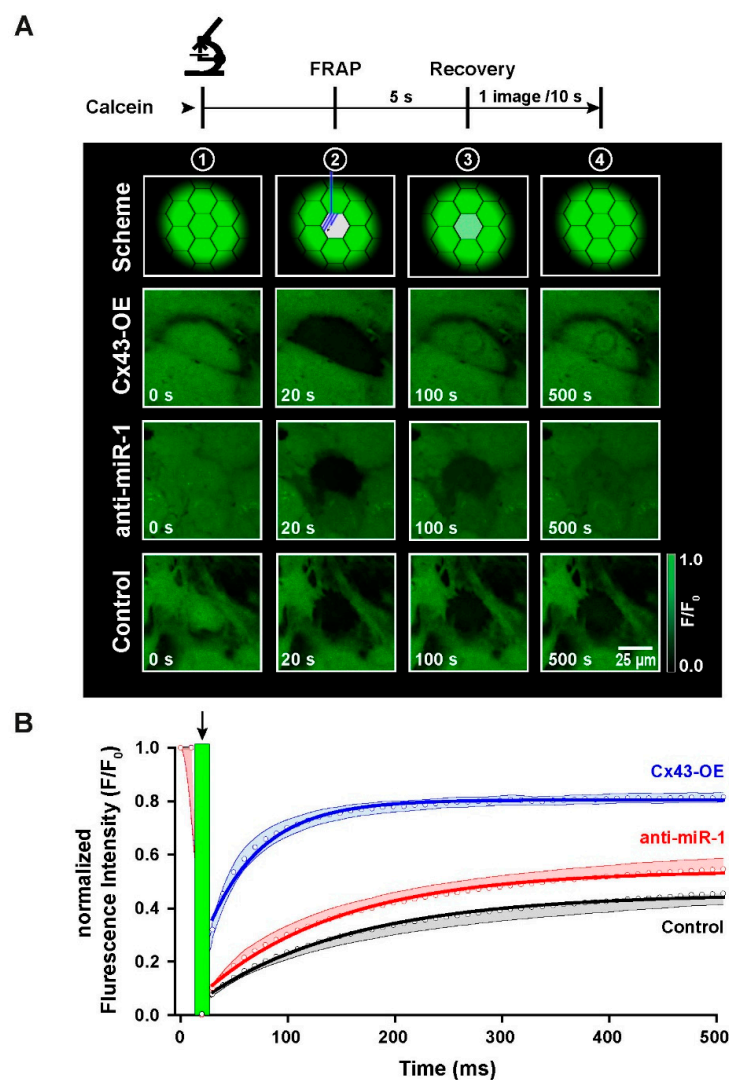 A
FRAP
Recovery
Calcein
5 s
1 image /10 s
1
2
3
4
Scheme
Cx43-OE
0 s
20 s
100 s
500 s
anti-miR-1
0 s
20 s
100 s
500 s
Control
0 s
20 s
100 s
500 s
25 µm
1.0
F/F0
0.0
B
normalized
Flurescence Intensity (F/F0)
1.0
0.8
0.6
0.4
0.2
0.0
Cx43-OE
anti-miR-1
Control
0
100
200
300
400
500
Time (ms)